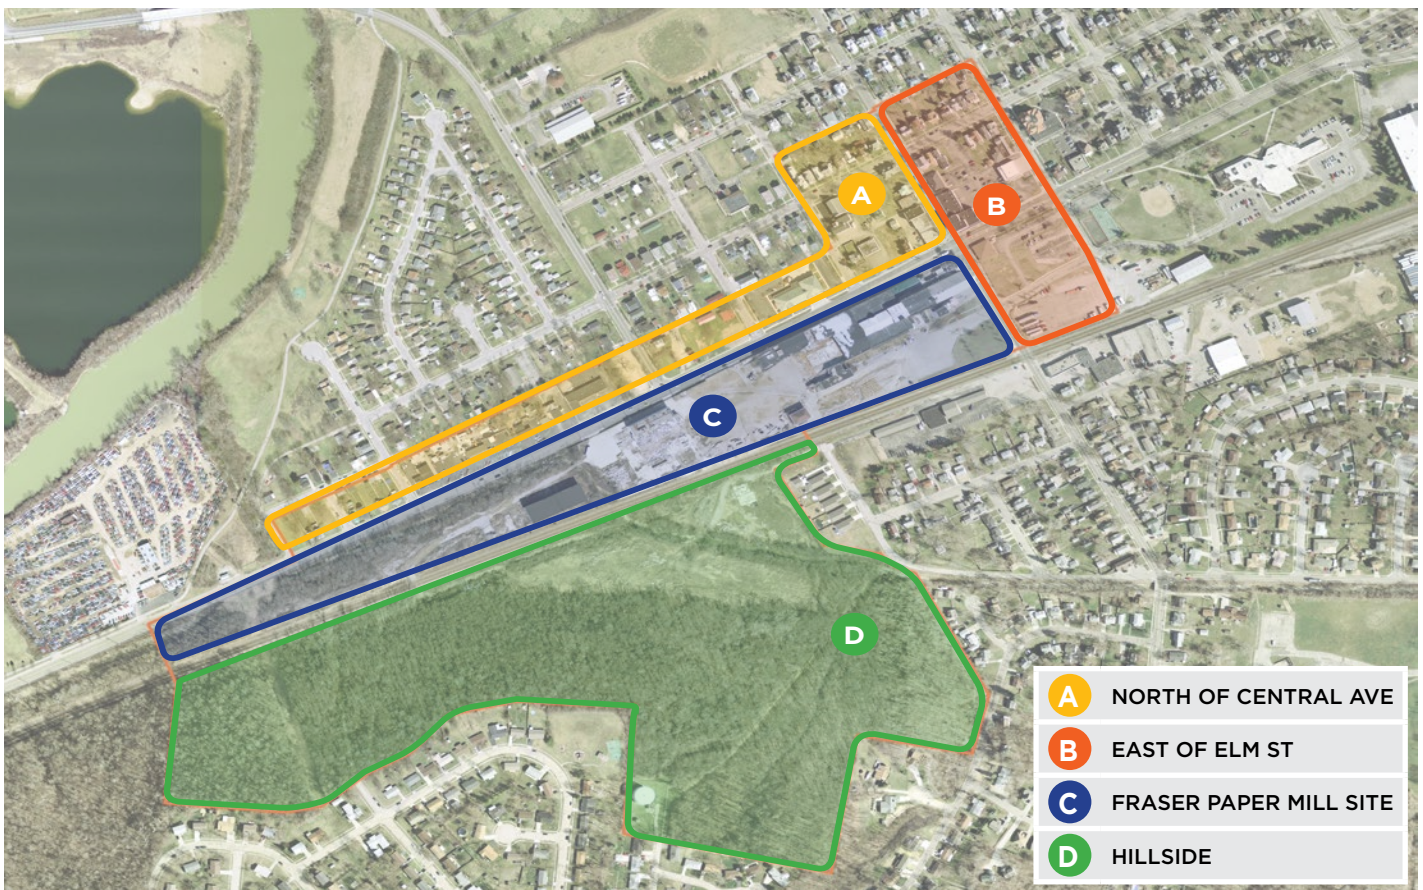 A
B
C
D
A NORTH OF CENTRAL AVE
B EAST OF ELM ST
C FRASER PAPER MILL SITE
D HILLSIDE